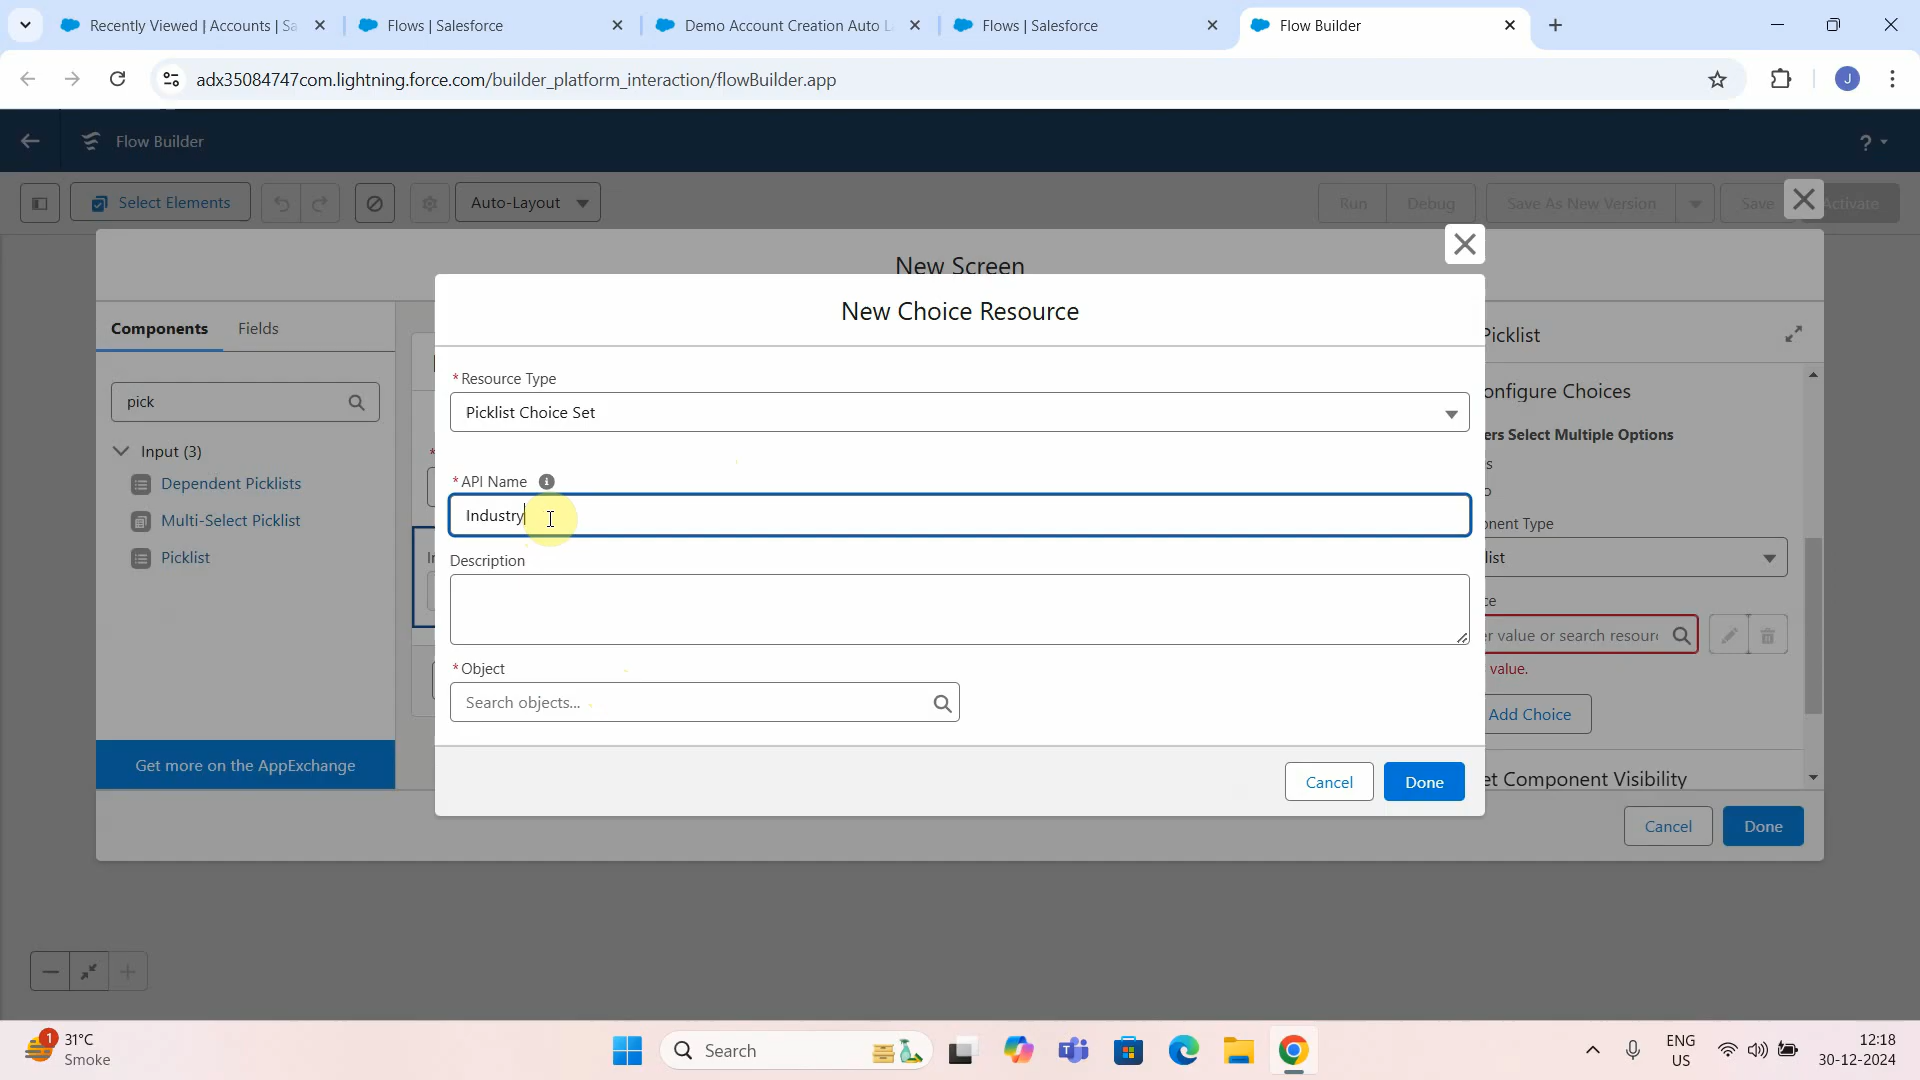 Recently Viewed | Accounts | Sa
Flows | Salesforce
Demo Account Creation Auto L
Flows | Salesforce
Flow Builder
adx35084747com.lightning.force.com/builder_platform_interaction/flowBuilder.app
J
Flow Builder
?
Select Elements
Auto-Layout
Run
Debug
Save As New Version
Save
Activate
New Screen
Components
Fields
pick
Input (3)
Dependent Picklists
Multi-Select Picklist
Picklist
Get more on the AppExchange
New Choice Resource
*Resource Type
Picklist Choice Set
*API Name
Industry
Description
*Object
Search objects...
Cancel
Done
Picklist
onfigure Choices
ers Select Multiple Options
s
o
onent Type
list
ce
er value or search resourc
value.
Add Choice
et Component Visibility
Cancel
Done
1
31°C
Smoke
Search
ENG
US
12:18
30-12-2024